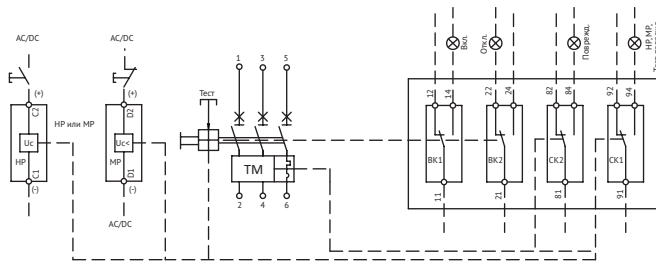 AC/DC
AC/DC
(+)
C2
Uc
НР
C1
(-)
НР или МР
(+)
D2
Uc<
МР
D1
(-)
AC/DC
Тест
1
3
5
ТМ
2
4
6
Вкл.
Откл.
Поврежд.
НР, МР,
12
14
22
24
82
84
92
94
ВК1
ВК2
СК2
СК1
11
21
81
91